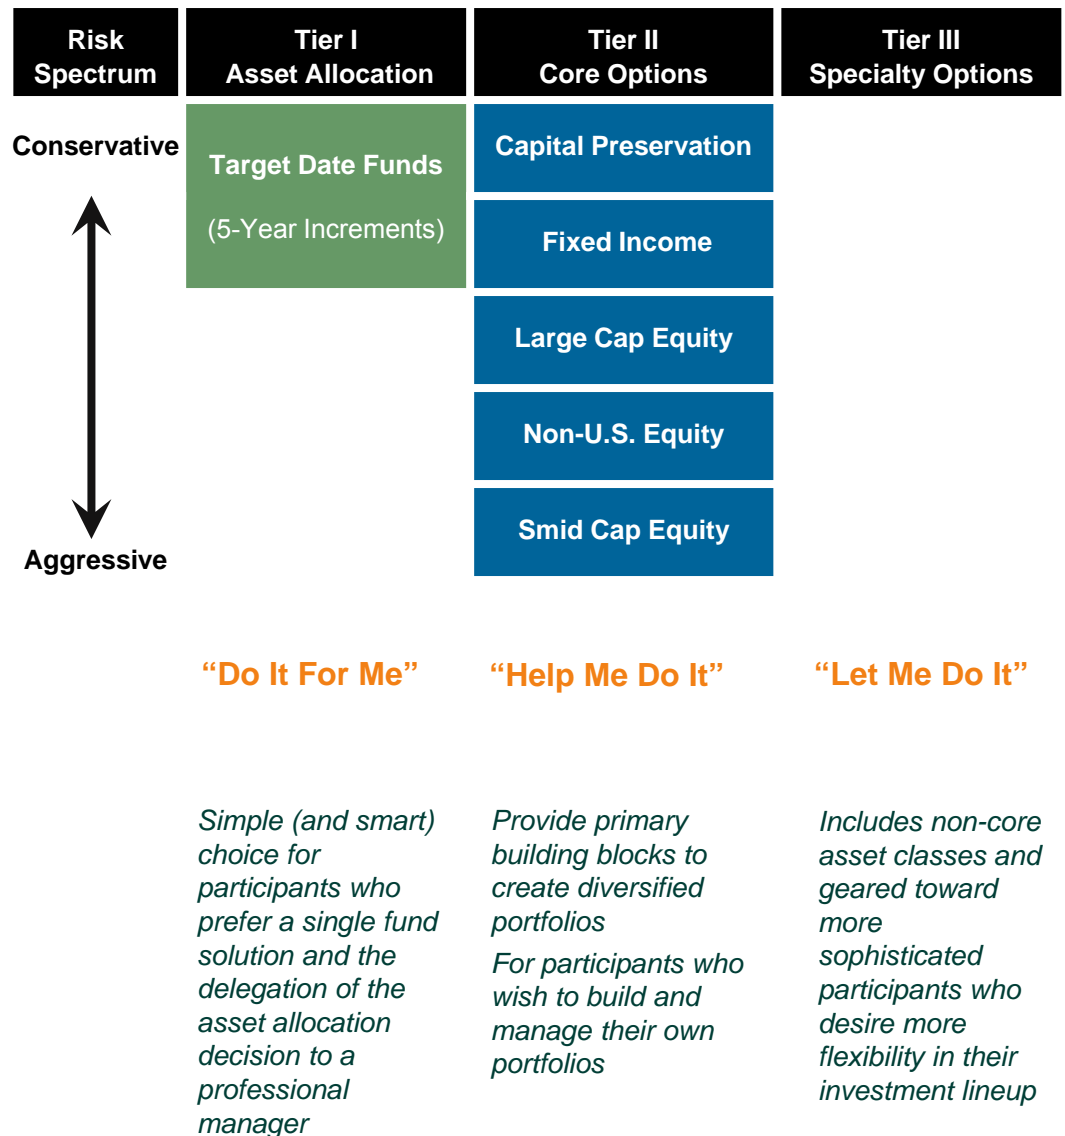 Risk
Spectrum
Tier I
Asset Allocation
Tier II
Core Options
Tier III
Specialty Options
Conservative
Aggressive
Target Date Funds
(5-Year Increments)
Capital Preservation
Fixed Income
Large Cap Equity
Non-U.S. Equity
Smid Cap Equity
“Do It For Me”
“Help Me Do It”
“Let Me Do It”
Simple (and smart)
choice for
participants who
prefer a single fund
solution and the
delegation of the
asset allocation
decision to a
professional
manager
Provide primary
building blocks to
create diversified
portfolios
For participants who
wish to build and
manage their own
portfolios
Includes non-core
asset classes and
geared toward
more
sophisticated
participants who
desire more
flexibility in their
investment lineup